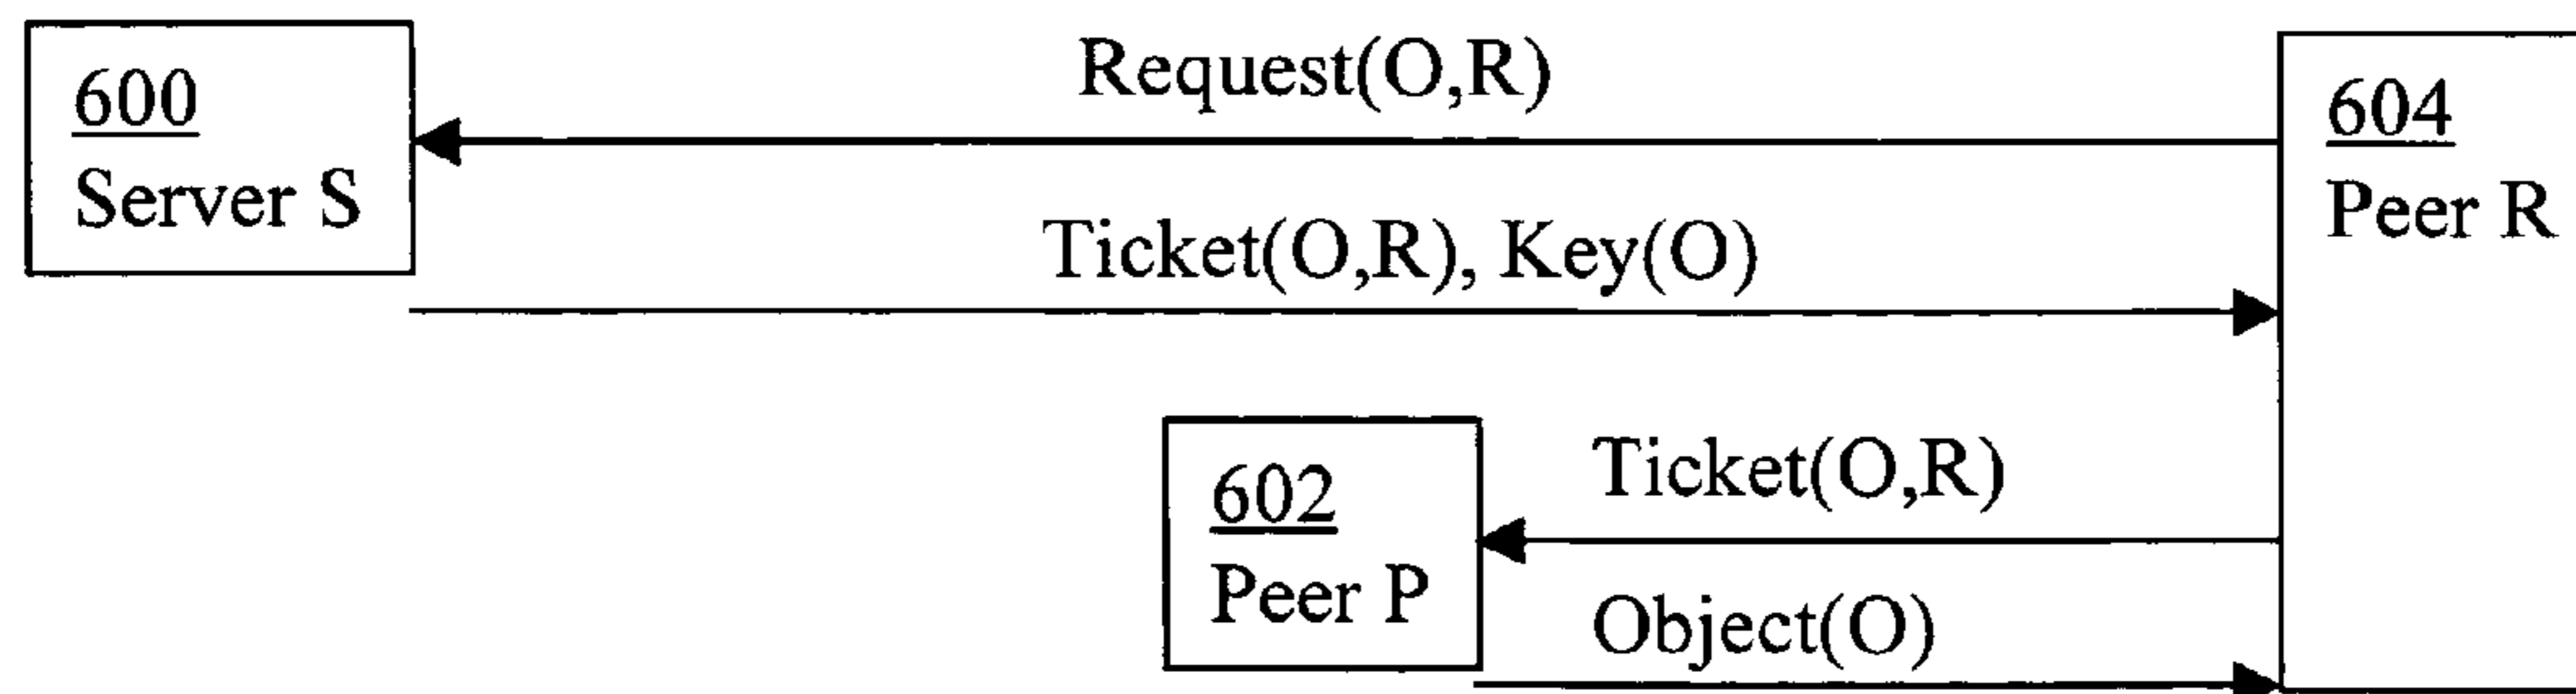 600
Server S
Request(O,R)
Ticket(O,R), Key(O)
604
Peer R
602
Peer P
Ticket(O,R)
Object(O)